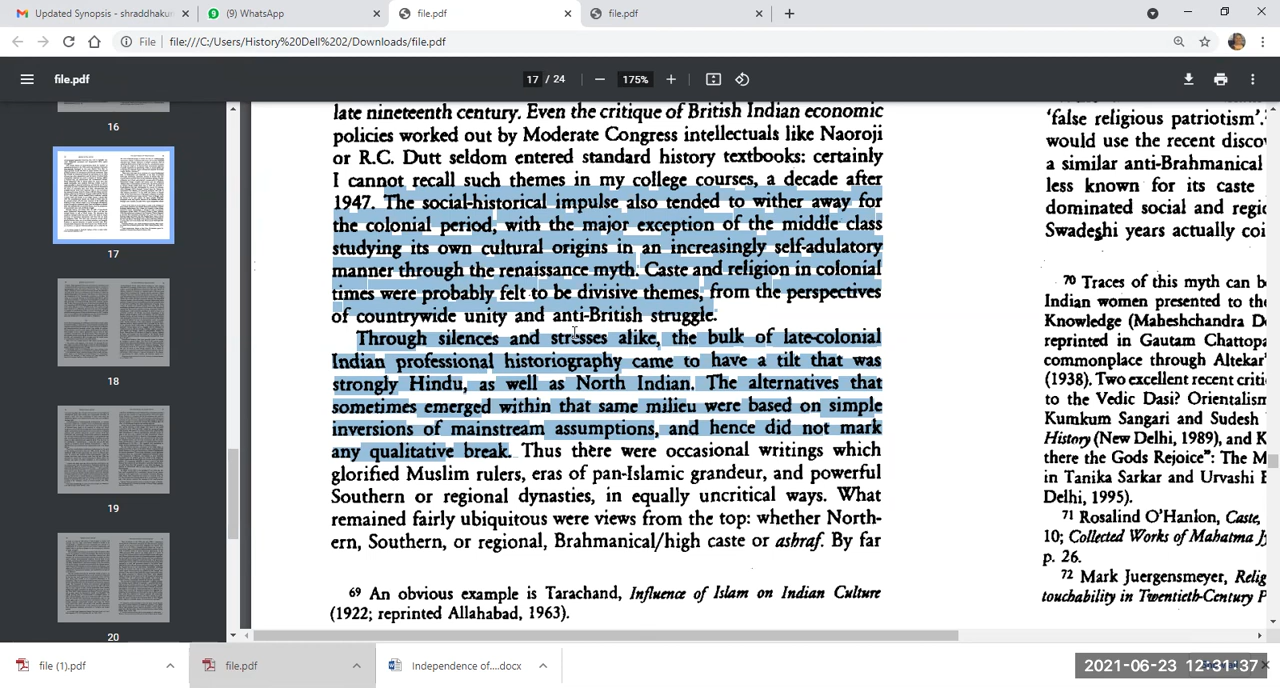 Updated Synopsis - shraddhakum
(9) WhatsApp
file.pdf
file.pdf
File
file:///C:/Users/History%20Dell%202/Downloads/file.pdf
file.pdf
17 / 24
175%
16
17
18
19
20
late nineteenth century. Even the critique of British Indian economic
policies worked out by Moderate Congress intellectuals like Naoroji
or R.C. Dutt seldom entered standard history textbooks: certainly
I cannot recall such themes in my college courses, a decade after
1947. The social-historical impulse also tended to wither away for
the colonial period, with the major exception of the middle class
studying its own cultural origins in an increasingly self-adulatory
manner through the renaissance myth. Caste and religion in colonial
times were probably felt to be divisive themes, from the perspectives
of countrywide unity and anti-British struggle.
Through silences and stresses alike, the bulk of late-colonial
Indian professional historiography came to have a tilt that was
strongly Hindu, as well as North Indian. The alternatives that
sometimes emerged within that same milieu were based on simple
inversions of mainstream assumptions, and hence did not mark
any qualitative break. Thus there were occasional writings which
glorified Muslim rulers, eras of pan-Islamic grandeur, and powerful
Southern or regional dynasties, in equally uncritical ways. What
remained fairly ubiquitous were views from the top: whether North-
ern, Southern, or regional, Brahmanical/high caste or ashraf. By far
69 An obvious example is Tarachand, Influence of Islam on Indian Culture
(1922; reprinted Allahabad, 1963).
'false religious patriotism'.
would use the recent disco
a similar anti-Brahmanical
less known for its caste
dominated social and regio
Swadeshi years actually coi
70 Traces of this myth can b
Indian women presented to the
Knowledge (Maheshchandra D
reprinted in Gautam Chattopa
commonplace through Altekar'
(1938). Two excellent recent criti
to the Vedic Dasi? Orientalism
Kumkum Sangari and Sudesh
History (New Delhi, 1989), and K
there the Gods Rejoice": The M
in Tanika Sarkar and Urvashi B
Delhi, 1995).
71 Rosalind O'Hanlon, Caste,
10; Collected Works of Mahatma J
p. 26.
72 Mark Juergensmeyer, Relig
touchability in Twentieth-Century P
file (1).pdf
file.pdf
Independence of....docx
2021-06-23 12:31:37